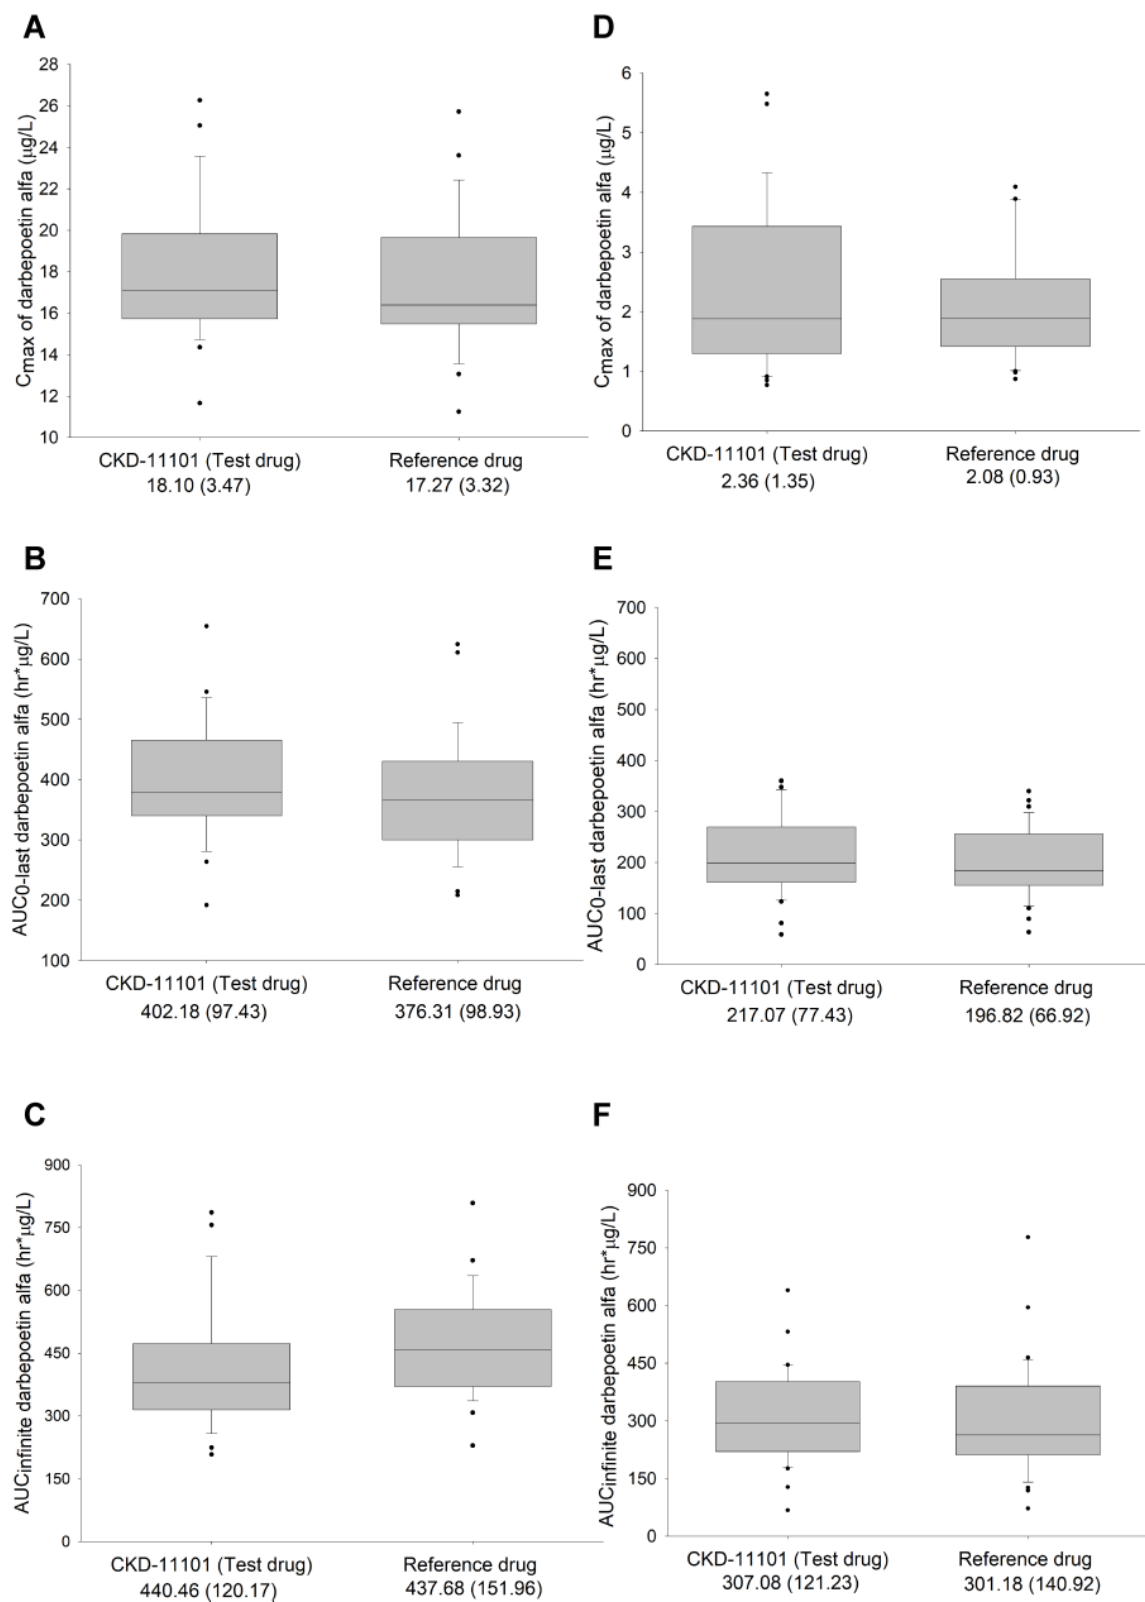 A
Cmax of darbepoetin alfa (µg/L)
28
26
24
22
20
18
16
14
12
10
CKD-11101 (Test drug)
18.10 (3.47)
Reference drug
17.27 (3.32)
D
Cmax of darbepoetin alfa (µg/L)
6
5
4
3
2
1
0
CKD-11101 (Test drug)
2.36 (1.35)
Reference drug
2.08 (0.93)
B
AUC0-last darbepoetin alfa (hr*µg/L)
700
600
500
400
300
200
100
CKD-11101 (Test drug)
402.18 (97.43)
Reference drug
376.31 (98.93)
E
AUC0-last darbepoetin alfa (hr*µg/L)
700
600
500
400
300
200
100
0
CKD-11101 (Test drug)
217.07 (77.43)
Reference drug
196.82 (66.92)
C
AUCinfinite darbepoetin alfa (hr*µg/L)
900
750
600
450
300
150
0
CKD-11101 (Test drug)
440.46 (120.17)
Reference drug
437.68 (151.96)
F
AUCinfinite darbepoetin alfa (hr*µg/L)
900
750
600
450
300
150
0
CKD-11101 (Test drug)
307.08 (121.23)
Reference drug
301.18 (140.92)